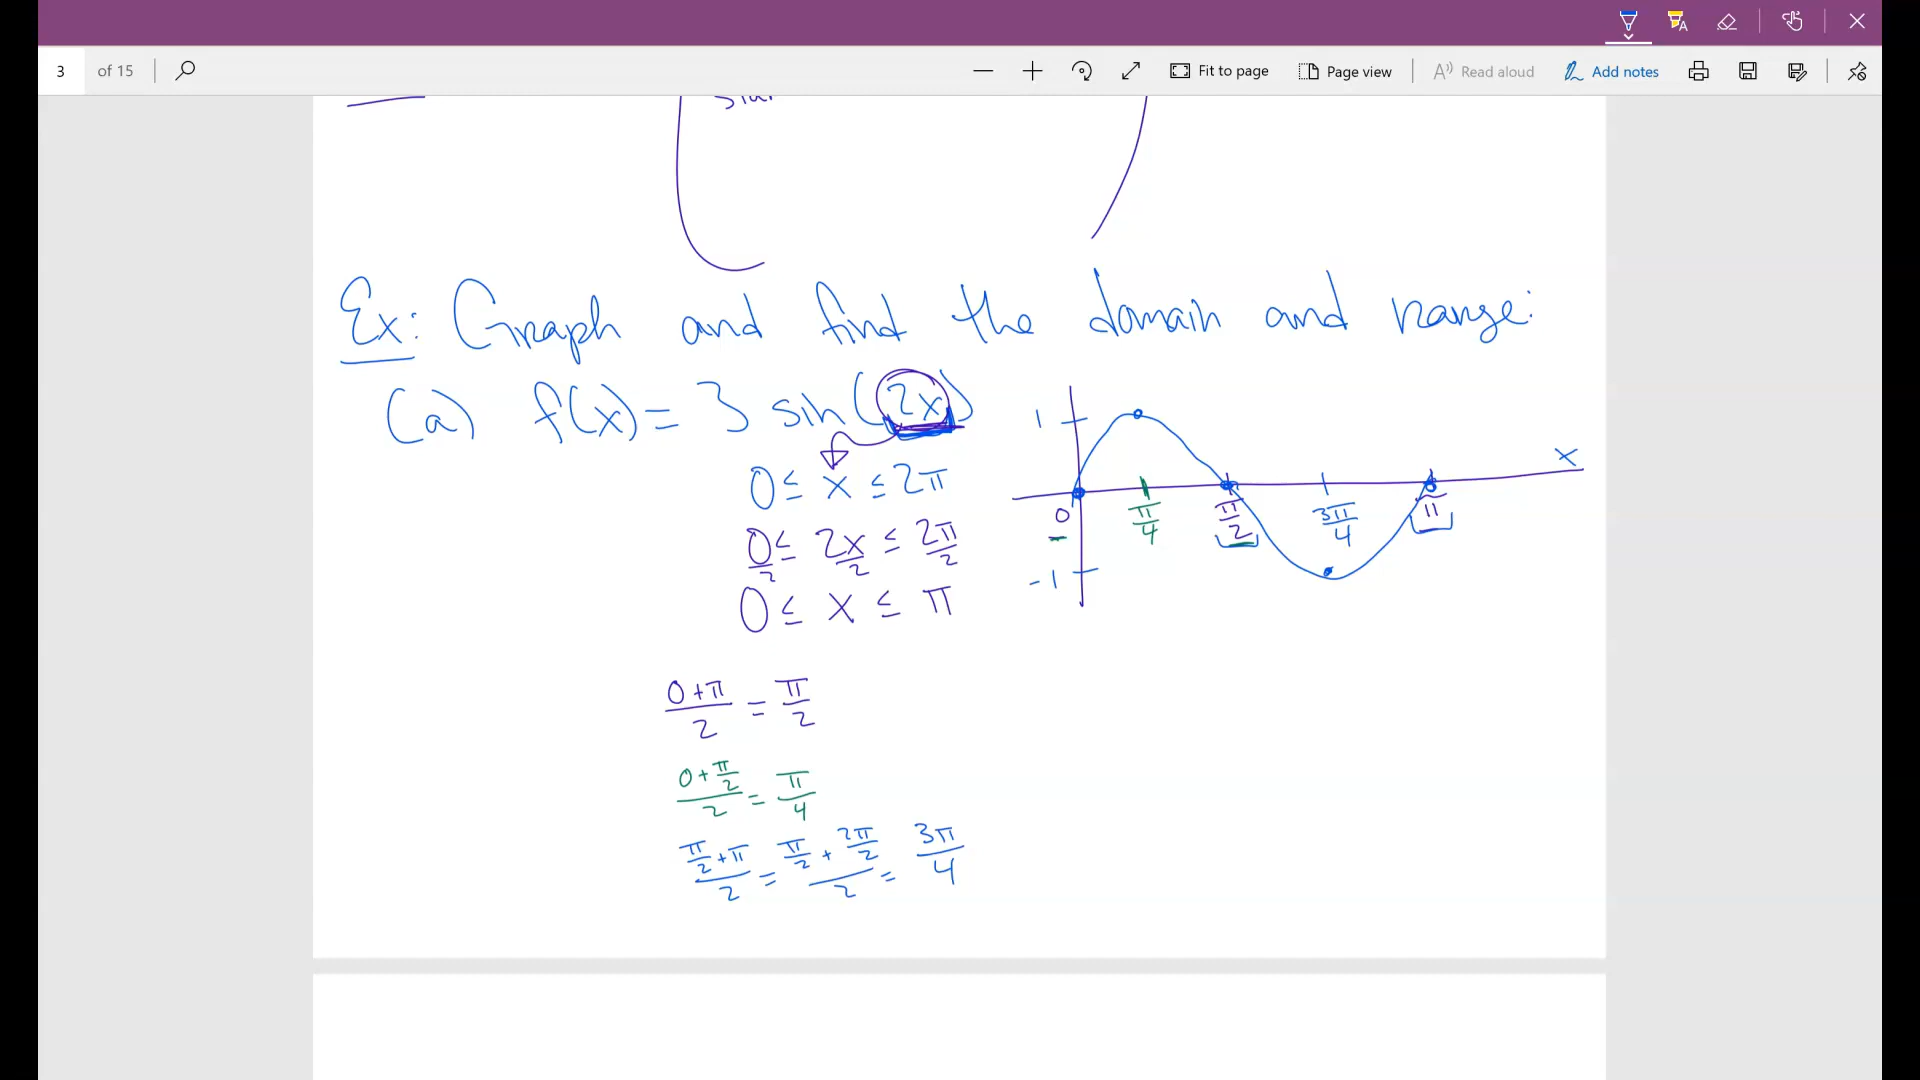 3 of 15 Fit to page Page view Read aloud Add notes
Ex: Graph and find the domain and range:
(a) f(x) = 3 sin(2x)
0 ≤ x ≤ 2π
0/2 ≤ 2x/2 ≤ 2π/2
0 ≤ x ≤ π
1
x
0 π/4 π/2 3π/4 π
-1
(0+π)/2 = π/2
(0+π/2)/2 = π/4
(π/2+π)/2 = (π/2+2π/2)/2 = 3π/4